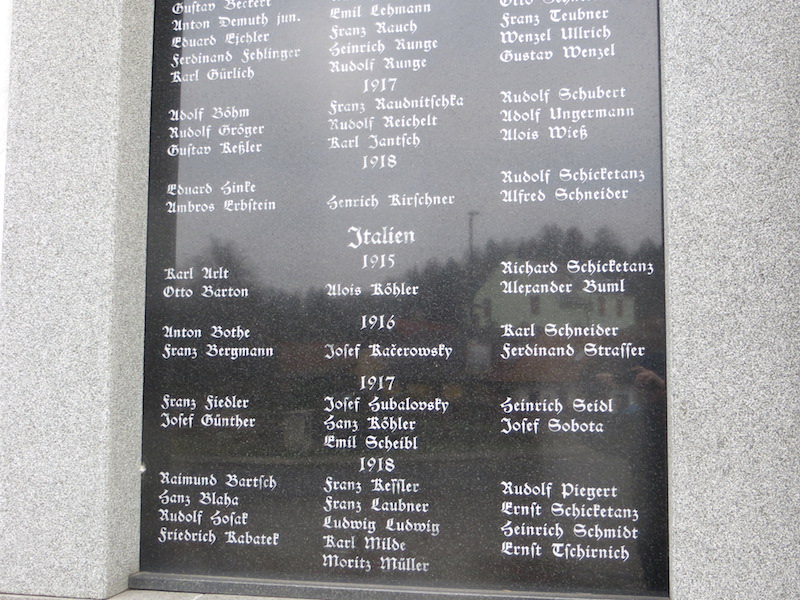 Gustav Beckert
Anton Demuth jun.
Eduard Eichler
Ferdinand Fehlinger
Karl Gürlich
Emil Lehmann
Franz Rauch
Heinrich Runge
Rudolf Runge
Franz Teubner
Wenzel Ullrich
Gustav Wenzel
1917
Adolf Böhm
Rudolf Gröger
Gustav Keßler
Franz Raudnitschka
Rudolf Reichelt
Karl Jantsch
Rudolf Schubert
Adolf Ungermann
Alois Wieß
1918
Eduard Hinke
Ambros Erbstein
Henrich Kirschner
Rudolf Schicketanz
Alfred Schneider
Italien
1915
Karl Arlt
Otto Barton
Alois Köhler
Richard Schicketanz
Alexander Buml
1916
Anton Bothe
Franz Bergmann
Josef Kačerowsky
Karl Schneider
Ferdinand Strasser
1917
Franz Fiedler
Josef Günther
Josef Hubalovsky
Hanz Köhler
Emil Scheibl
Heinrich Seidl
Josef Sobota
1918
Raimund Bartsch
Hanz Blaha
Rudolf Hosak
Friedrich Kabatek
Franz Kessler
Franz Laubner
Ludwig Ludwig
Karl Milde
Moritz Müller
Rudolf Piegert
Ernst Schicketanz
Heinrich Schmidt
Ernst Tschirnich